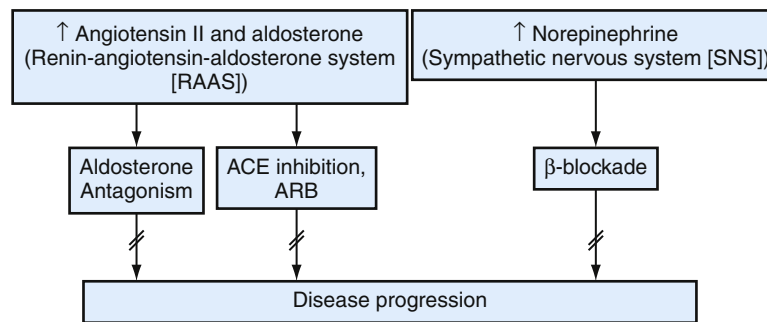 ↑ Angiotensin II and aldosterone
(Renin-angiotensin-aldosterone system
[RAAS])
↑ Norepinephrine
(Sympathetic nervous system [SNS])
Aldosterone
Antagonism
ACE inhibition,
ARB
β-blockade
Disease progression